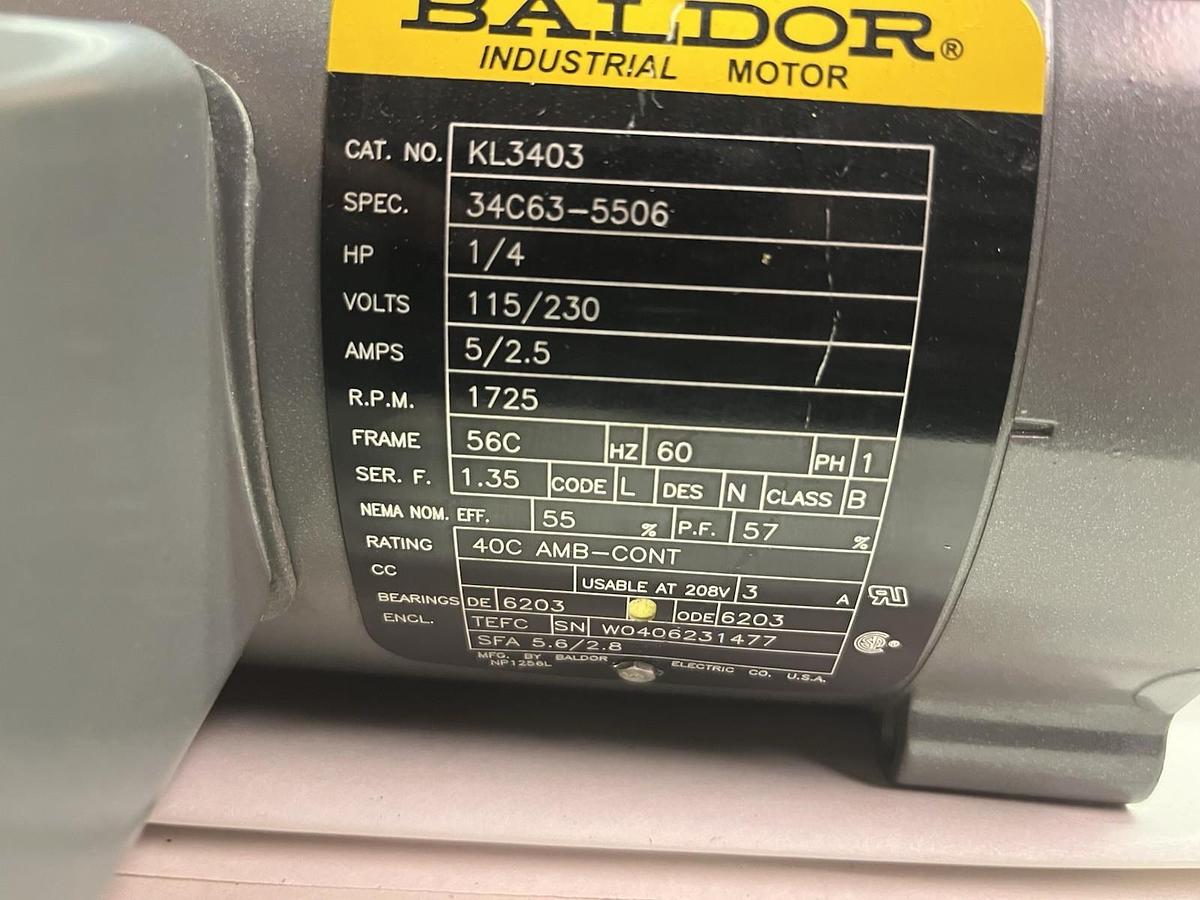 BALDOR®
INDUSTRIAL MOTOR
CAT. NO. KL3403
SPEC. 34C63-5506
HP 1/4
VOLTS 115/230
AMPS 5/2.5
R.P.M. 1725
FRAME 56C HZ 60 PH 1
SER. F. 1.35 CODE L DES N CLASS B
NEMA NOM. EFF. 55 % P.F. 57 %
RATING 40C AMB-CONT
CC USABLE AT 208V 3 A
BEARINGS DE 6203 ODE 6203
ENCL. TEFC SN W0406231477
SFA 5.6/2.8
MFG. BY BALDOR ELECTRIC CO. U.S.A.
NP1256L